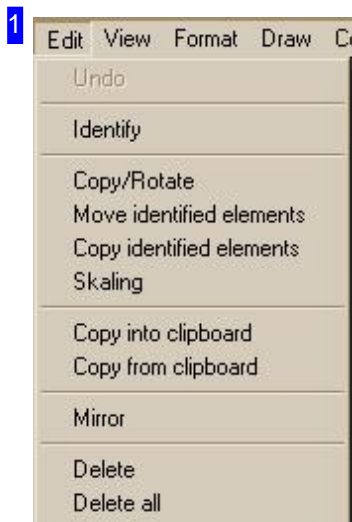 1
Edit View Format Draw
Undo
Identify
Copy/Rotate
Move identified elements
Copy identified elements
Skaling
Copy into clipboard
Copy from clipboard
Mirror
Delete
Delete all